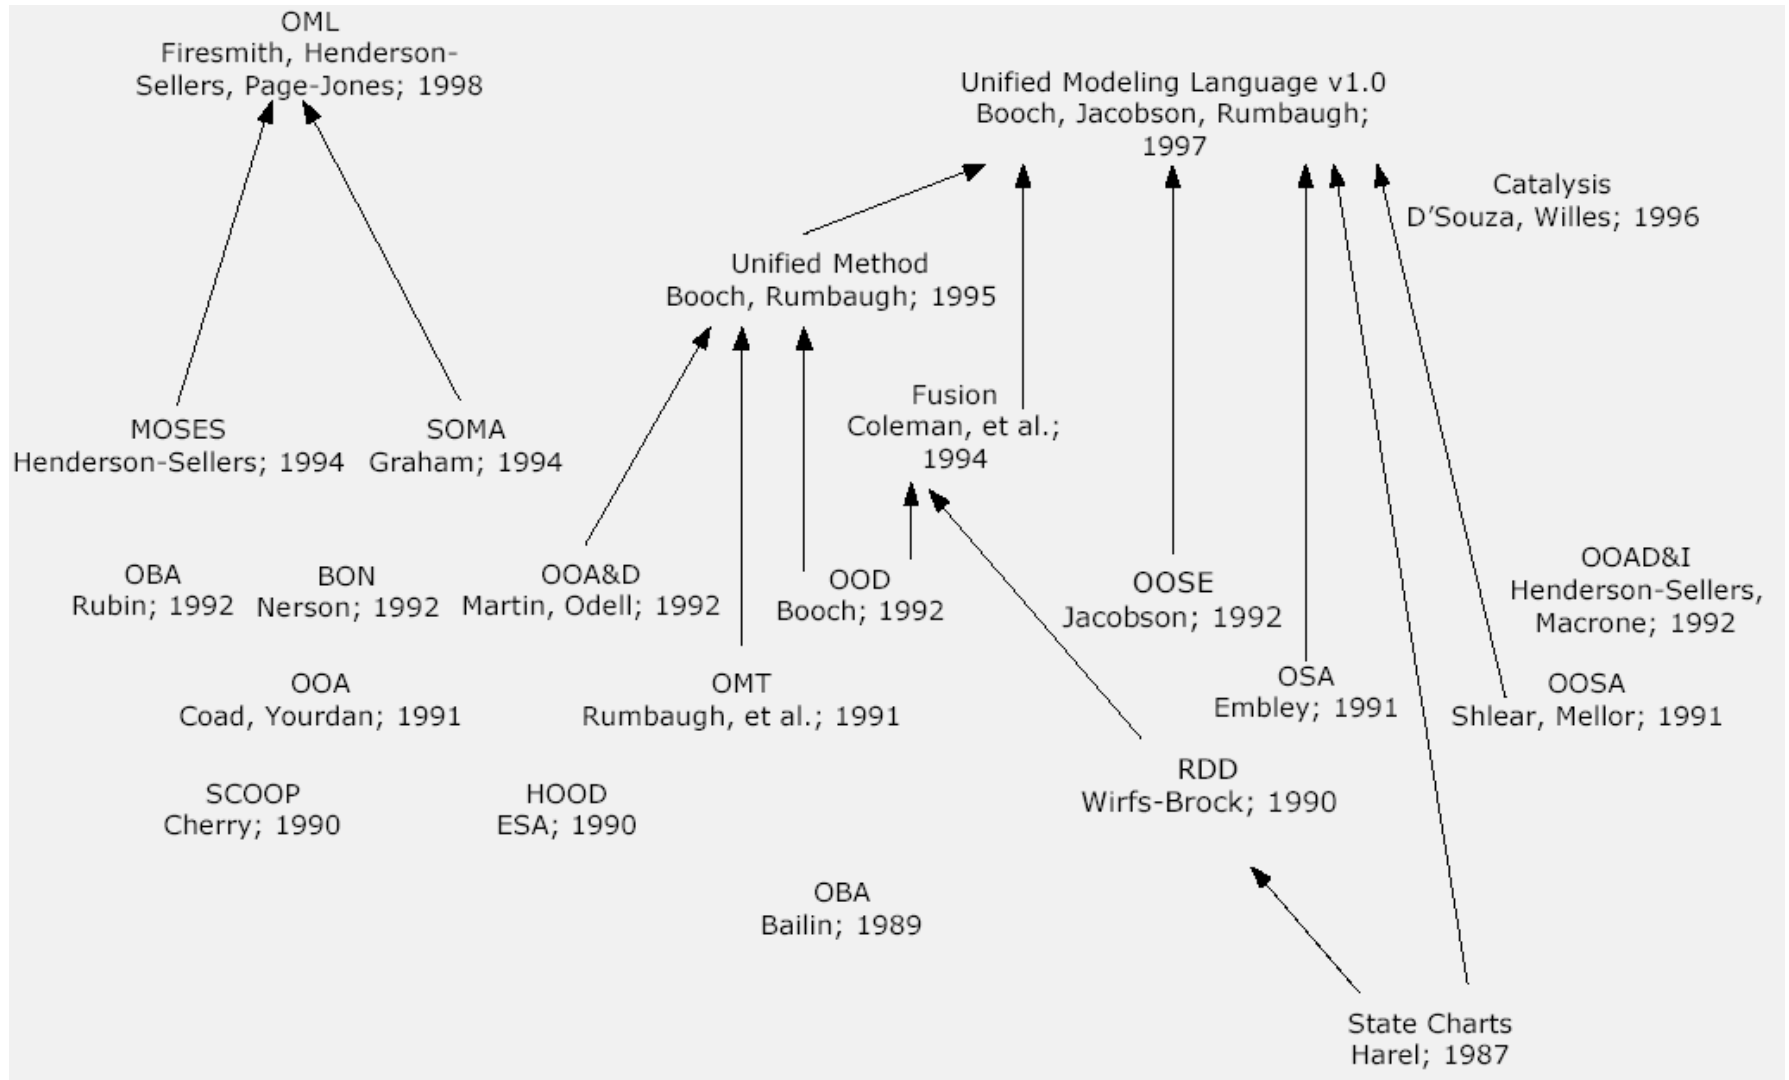 OML
Firesmith, Henderson-
Sellers, Page-Jones; 1998
Unified Modeling Language v1.0
Booch, Jacobson, Rumbaugh;
1997
Catalysis
D'Souza, Willes; 1996
Unified Method
Booch, Rumbaugh; 1995
Fusion
Coleman, et al.;
1994
MOSES
Henderson-Sellers; 1994
SOMA
Graham; 1994
OBA
Rubin; 1992
BON
Nerson; 1992
OOA&D
Martin, Odell; 1992
OOD
Booch; 1992
OOSE
Jacobson; 1992
OOAD&I
Henderson-Sellers,
Macrone; 1992
OOA
Coad, Yourdan; 1991
OMT
Rumbaugh, et al.; 1991
OSA
Embley; 1991
OOSA
Shlear, Mellor; 1991
SCOOP
Cherry; 1990
HOOD
ESA; 1990
RDD
Wirfs-Brock; 1990
OBA
Bailin; 1989
State Charts
Harel; 1987